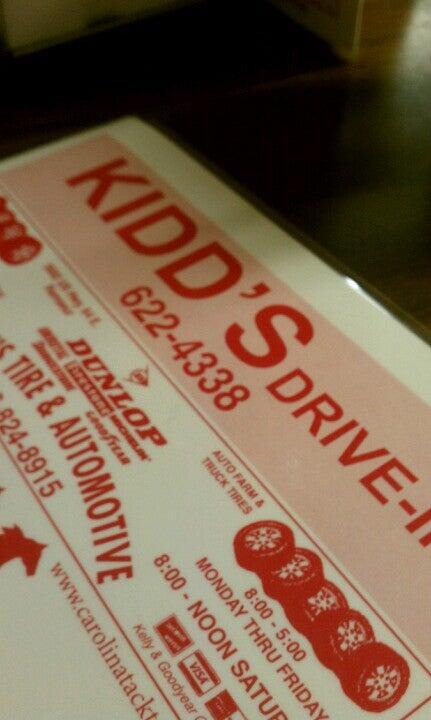 KIDD'S DRIVE-I
622-4338
DUNLOP
GOODYEAR
TIRE & AUTOMOTIVE
824-8915
AUTO FARM &
TRUCK TIRES
8:00 - 5:00
MONDAY THRU FRIDAY
8:00 - NOON SATUR
VISA
Kelly & Goodyear C
www.carolinatackt